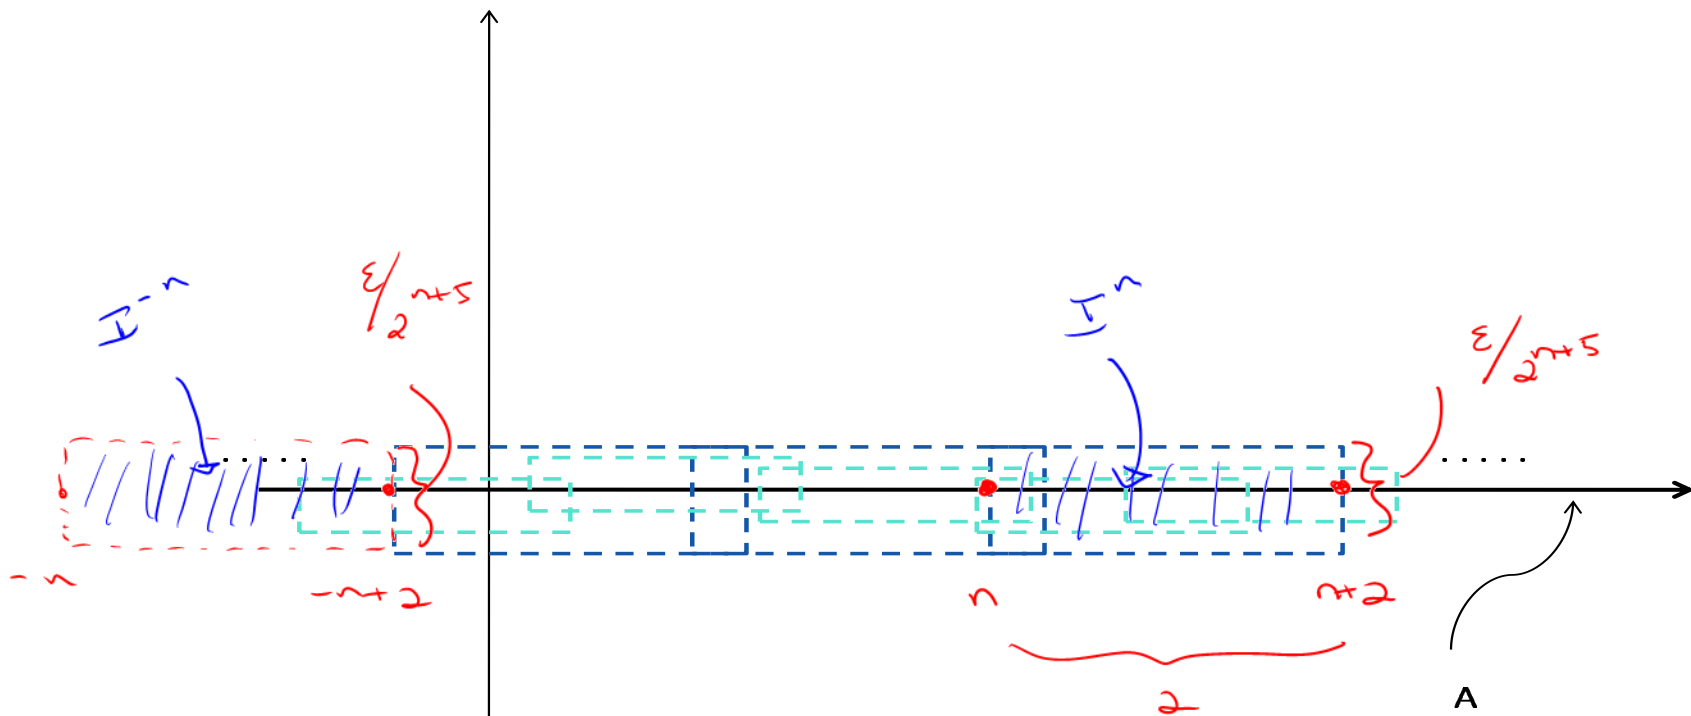 I^{-n}
ε/2^{n+5}
I^n
ε/2^{n+5}
.....
.....
-n
-n+2
n
n+2
2
A